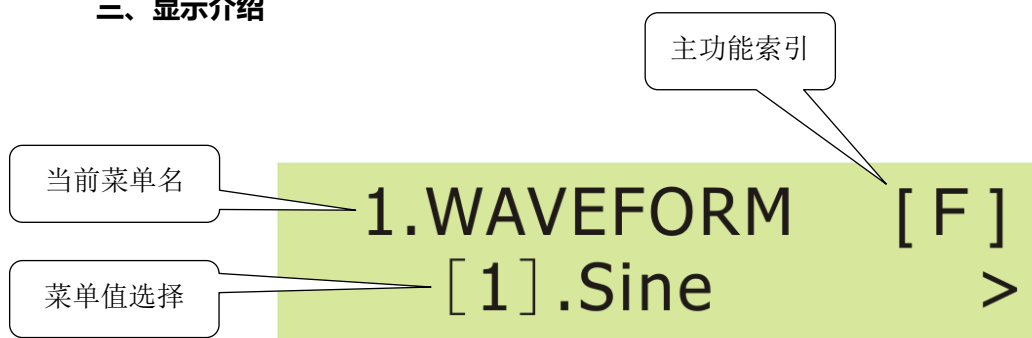 三、显示介绍
主功能索引
当前菜单名
1.WAVEFORM [ F ]
菜单值选择
[1].Sine >